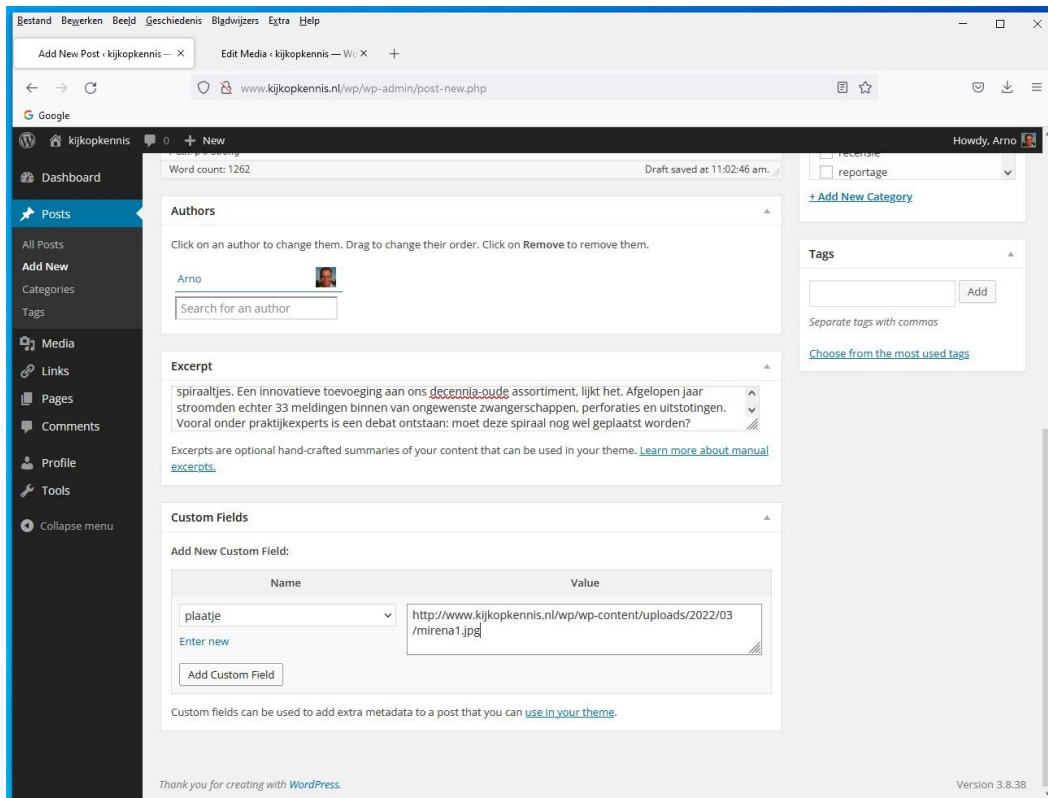 Bestand Bewerken Beeld Geschiedenis Bladwijzers Extra Help
Add New Post ‹ kijkopkennis —
Edit Media ‹ kijkopkennis —
www.kijkopkennis.nl/wp/wp-admin/post-new.php
Google
kijkopkennis 0 + New
Howdy, Arno
Dashboard
Posts
All Posts
Add New
Categories
Tags
Media
Links
Pages
Comments
Profile
Tools
Collapse menu
Word count: 1262
Draft saved at 11:02:46 am.
Authors
Click on an author to change them. Drag to change their order. Click on Remove to remove them.
Arno
Search for an author
Excerpt
spiraaltjes. Een innovatieve toevoeging aan ons decennia-oude assortiment, lijkt het. Afgelopen jaar
stroomden echter 33 meldingen binnen van ongewenste zwangerschappen, perforaties en uitstotingen.
Vooral onder praktijkexperts is een debat ontstaan: moet deze spiraal nog wel geplaatst worden?
Excerpts are optional hand-crafted summaries of your content that can be used in your theme. Learn more about manual
excerpts.
Custom Fields
Add New Custom Field:
Name
Value
plaatje
http://www.kijkopkennis.nl/wp/wp-content/uploads/2022/03
/mirena1.jpg
Enter new
Add Custom Field
Custom fields can be used to add extra metadata to a post that you can use in your theme.
recensie
reportage
+ Add New Category
Tags
Add
Separate tags with commas
Choose from the most used tags
Thank you for creating with WordPress.
Version 3.8.38